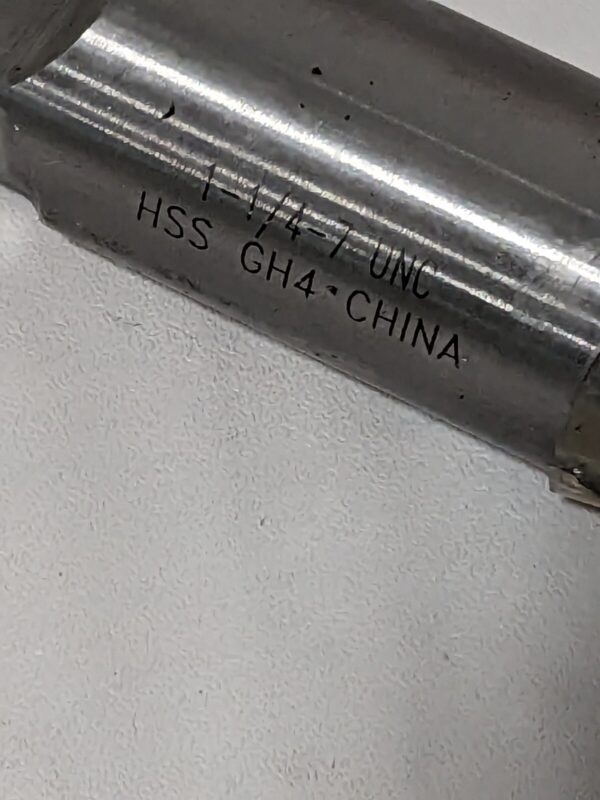 1-1/4-7 UNC
HSS GH4 · CHINA